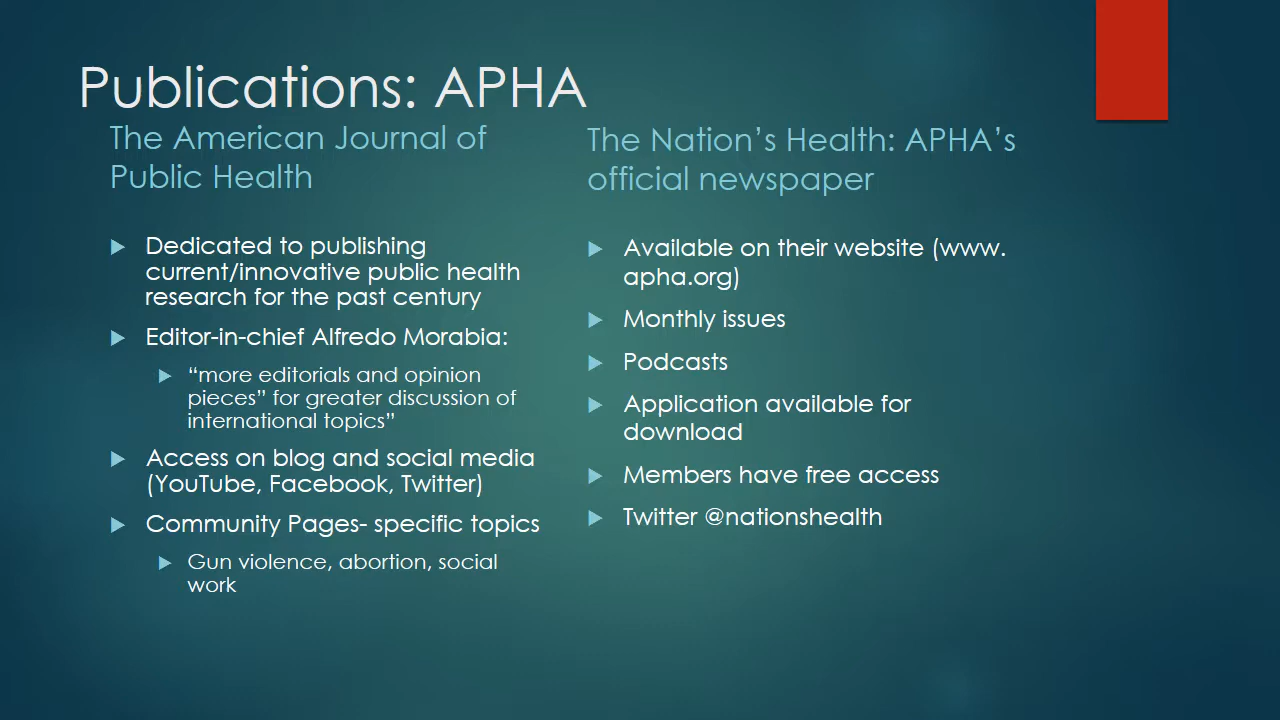 Publications: APHA
The American Journal of
Public Health
Dedicated to publishing
current/innovative public health
research for the past century
Editor-in-chief Alfredo Morabia:
“more editorials and opinion
pieces” for greater discussion of
international topics”
Access on blog and social media
(YouTube, Facebook, Twitter)
Community Pages- specific topics
Gun violence, abortion, social
work
The Nation’s Health: APHA’s
official newspaper
Available on their website (www.
apha.org)
Monthly issues
Podcasts
Application available for
download
Members have free access
Twitter @nationshealth